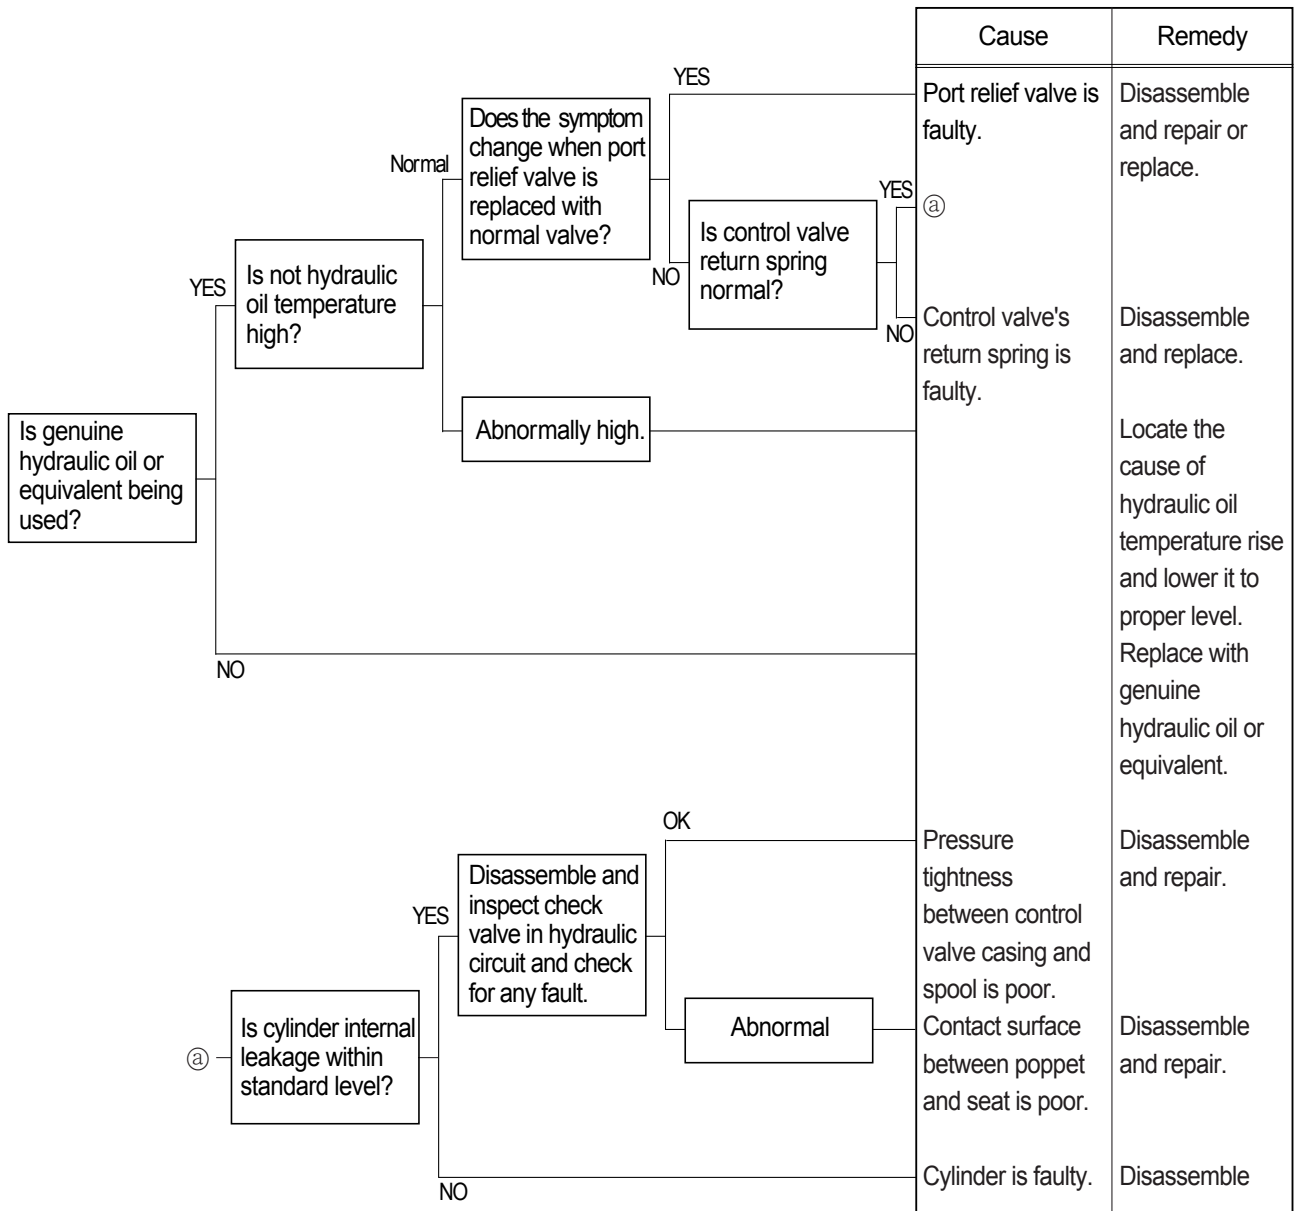 Cause
Remedy
YES
Port relief valve is
faulty.
Disassemble
and repair or
replace.
Does the symptom
change when port
relief valve is
replaced with
normal valve?
Normal
YES
ⓐ
Is control valve
return spring
normal?
NO
Is not hydraulic
oil temperature
high?
YES
NO
Control valve's
return spring is
faulty.
Disassemble
and replace.
Abnormally high.
Is genuine
hydraulic oil or
equivalent being
used?
Locate the
cause of
hydraulic oil
temperature rise
and lower it to
proper level.
NO
Replace with
genuine
hydraulic oil or
equivalent.
OK
Pressure
tightness
between control
valve casing and
spool is poor.
Disassemble
and repair.
Disassemble and
inspect check
valve in hydraulic
circuit and check
for any fault.
YES
ⓐ
Is cylinder internal
leakage within
standard level?
Abnormal
Contact surface
between poppet
and seat is poor.
Disassemble
and repair.
NO
Cylinder is faulty.
Disassemble